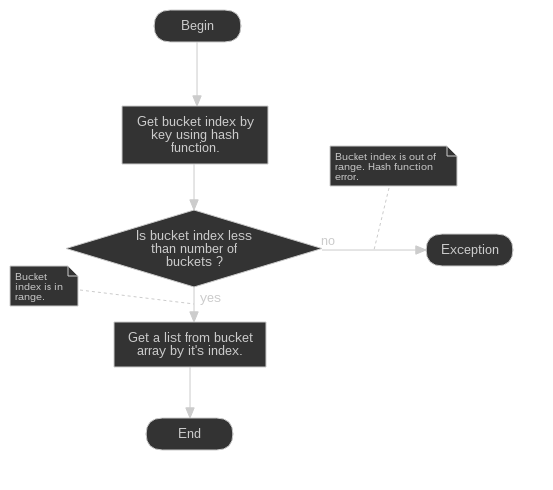 Begin
Get bucket index by
key using hash
function.
Bucket index is out of
range. Hash function
error.
Is bucket index less
than number of
buckets ?
no
Exception
Bucket
index is in
range.
yes
Get a list from bucket
array by it's index.
End